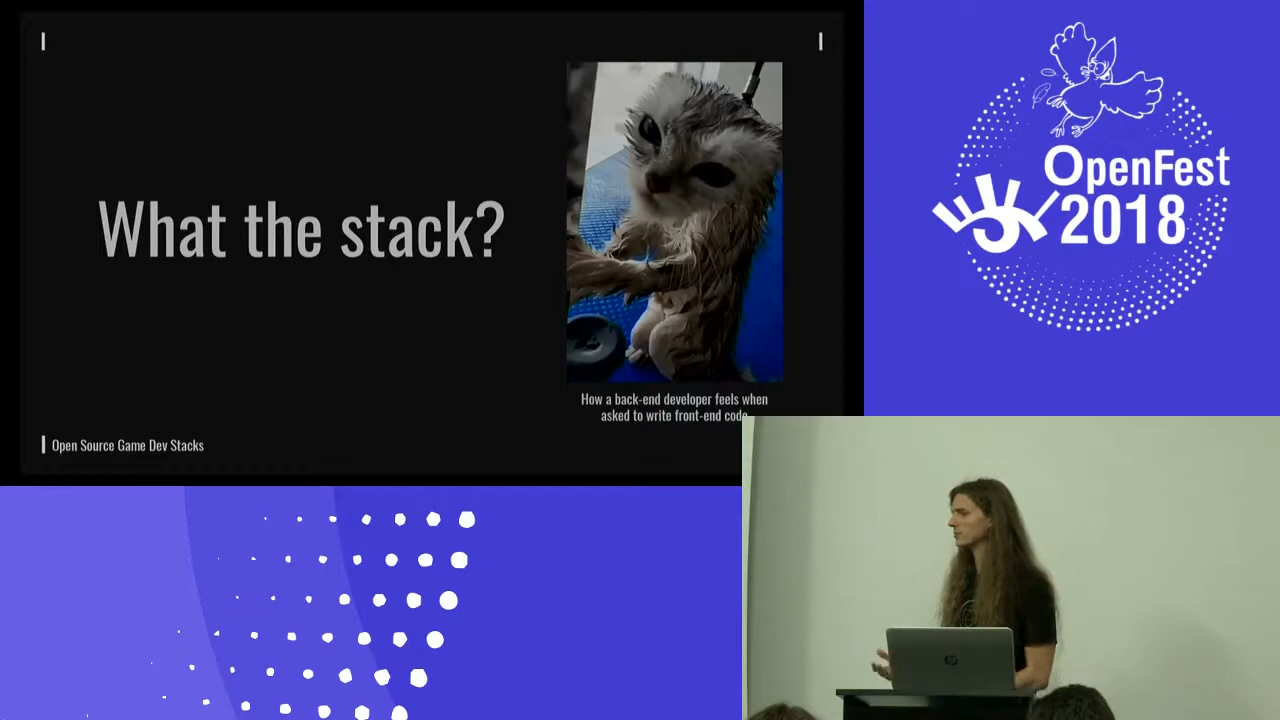 What the stack?
How a back-end developer feels when
asked to write front-end code.
Open Source Game Dev Stacks
OpenFest
2018
hp